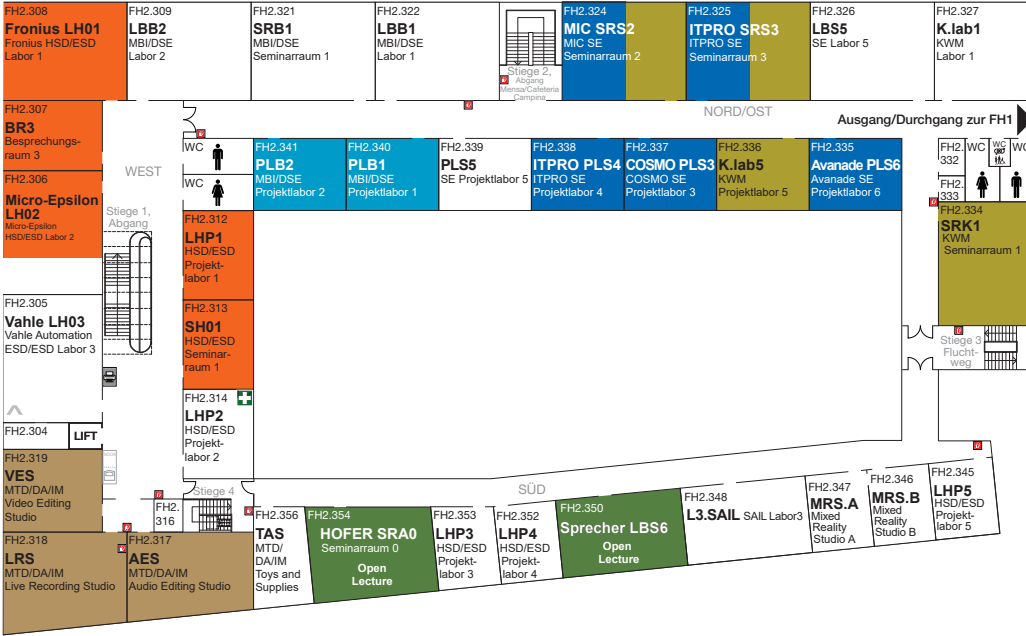 FH2.308
Fronius LH01
Fronius HSD/ESD
Labor 1
FH2.309
LBB2
MBI/DSE
Labor 2
FH2.321
SRB1
MBI/DSE
Seminarraum 1
FH2.322
LBB1
MBI/DSE
Labor 1
Stiege 2,
Abgang
Mensa/Cafeteria
Campina
FH2.324
MIC SRS2
MIC SE
Seminarraum 2
FH2.325
ITPRO SRS3
ITPRO SE
Seminarraum 3
FH2.326
LBS5
SE Labor 5
FH2.327
K.lab1
KWM
Labor 1
NORD/OST
Ausgang/Durchgang zur FH1
FH2.307
BR3
Besprechungs-
raum 3
FH2.306
Micro-Epsilon
LH02
Micro-Epsilon
HSD/ESD Labor 2
WEST
Stiege 1,
Abgang
WC
WC
FH2.341
PLB2
MBI/DSE
Projektlabor 2
FH2.340
PLB1
MBI/DSE
Projektlabor 1
FH2.339
PLS5
SE Projektlabor 5
FH2.338
ITPRO PLS4
ITPRO SE
Projektlabor 4
FH2.337
COSMO PLS3
COSMO SE
Projektlabor 3
FH2.336
K.lab5
KWM
Projektlabor 5
FH2.335
Avanade PLS6
Avanade SE
Projektlabor 6
FH2.
332
WC
WC
WC
FH2.
333
FH2.334
SRK1
KWM
Seminarraum 1
FH2.312
LHP1
HSD/ESD
Projekt-
labor 1
FH2.313
SH01
HSD/ESD
Seminar-
raum 1
FH2.305
Vahle LH03
Vahle Automation
ESD/ESD Labor 3
Stiege 3
Flucht-
weg
FH2.314
LHP2
HSD/ESD
Projekt-
labor 2
FH2.304
LIFT
FH2.319
VES
MTD/DA/IM
Video Editing
Studio
FH2.
316
Stiege 4
SÜD
FH2.318
LRS
MTD/DA/IM
Live Recording Studio
FH2.317
AES
MTD/DA/IM
Audio Editing Studio
FH2.356
TAS
MTD/
DA/IM
Toys and
Supplies
FH2.354
HOFER SRA0
Seminarraum 0
Open
Lecture
FH2.353
LHP3
HSD/ESD
Projekt-
labor 3
FH2.352
LHP4
HSD/ESD
Projekt-
labor 4
FH2.350
Sprecher LBS6
Open
Lecture
FH2.348
L3.SAIL SAIL Labor3
FH2.347
MRS.A
Mixed
Reality
Studio A
FH2.346
MRS.B
Mixed
Reality
Studio B
FH2.345
LHP5
HSD/ESD
Projekt-
labor 5